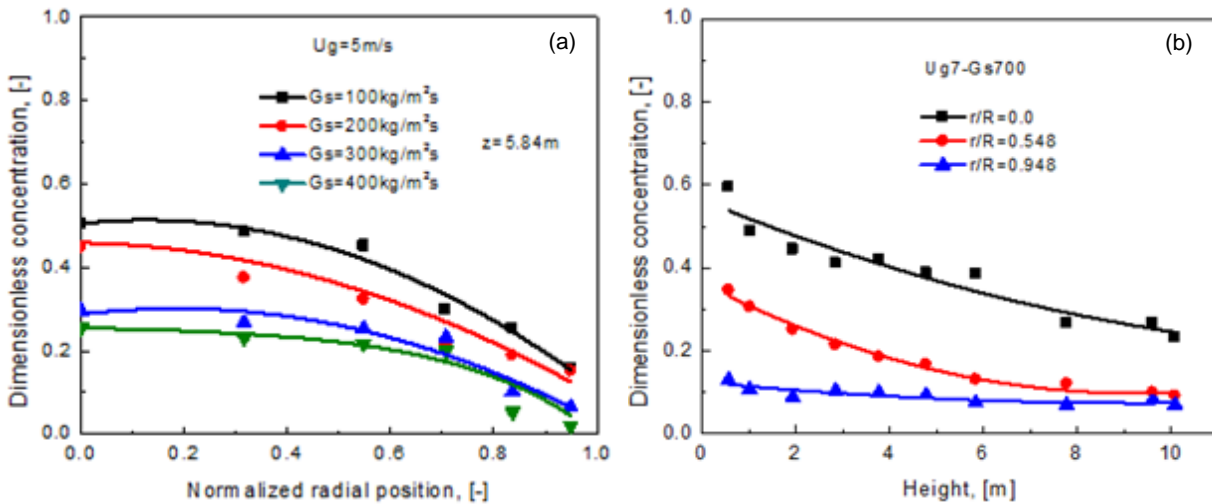 (a)
Ug=5m/s
Gs=100kg/m²s
Gs=200kg/m²s
Gs=300kg/m²s
Gs=400kg/m²s
z=5.84m
1.0
0.8
0.6
0.4
0.2
0.0
0.0 0.2 0.4 0.6 0.8 1.0
Dimensionless concentration, [-]
Normalized radial position, [-]
(b)
Ug7-Gs700
r/R=0.0
r/R=0.548
r/R=0.948
1.0
0.8
0.6
0.4
0.2
0.0
0 2 4 6 8 10
Dimensionless concentraiton, [-]
Height, [m]